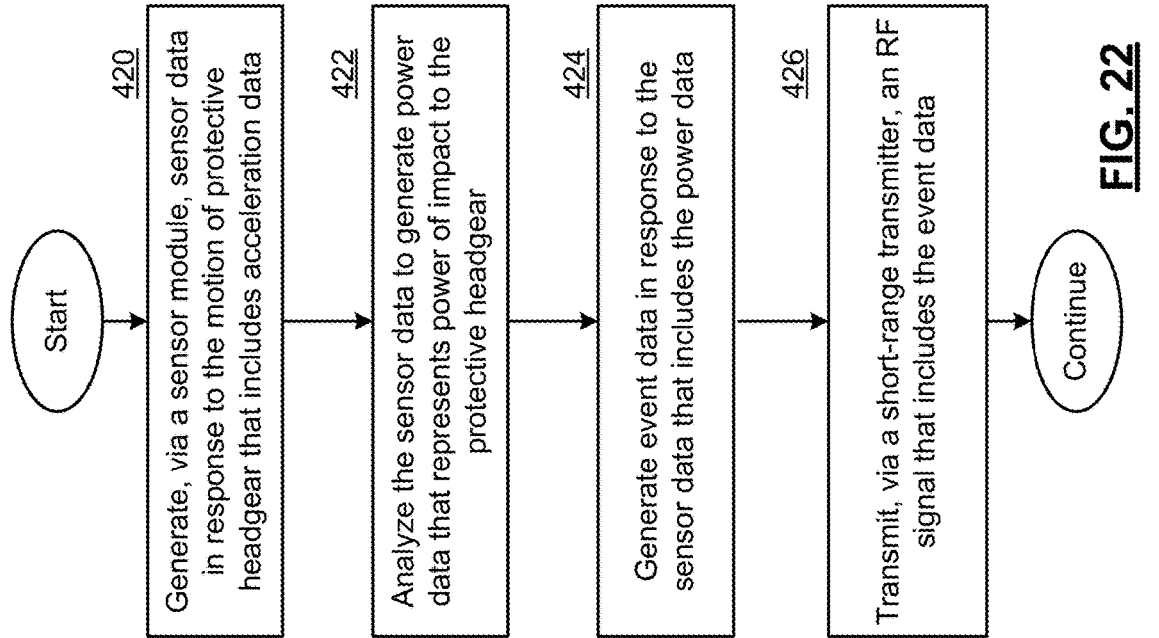 Start
420
Generate, via a sensor module, sensor data
in response to the motion of protective
headgear that includes acceleration data
422
Analyze the sensor data to generate power
data that represents power of impact to the
protective headgear
424
Generate event data in response to the
sensor data that includes the power data
426
Transmit, via a short-range transmitter, an RF
signal that includes the event data
Continue
FIG. 22